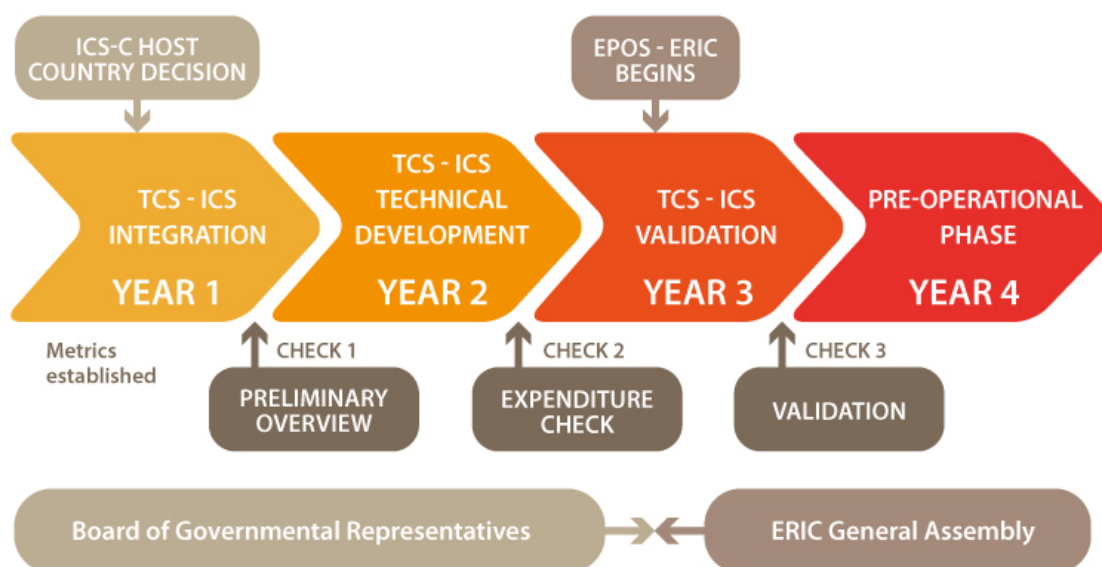 ICS-C HOST
COUNTRY DECISION
EPOS - ERIC
BEGINS
TCS - ICS
INTEGRATION
YEAR 1
TCS - ICS
TECHNICAL
DEVELOPMENT
YEAR 2
TCS - ICS
VALIDATION
YEAR 3
PRE-OPERATIONAL
PHASE
YEAR 4
Metrics
established
CHECK 1
PRELIMINARY
OVERVIEW
CHECK 2
EXPENDITURE
CHECK
CHECK 3
VALIDATION
Board of Governmental Representatives
ERIC General Assembly